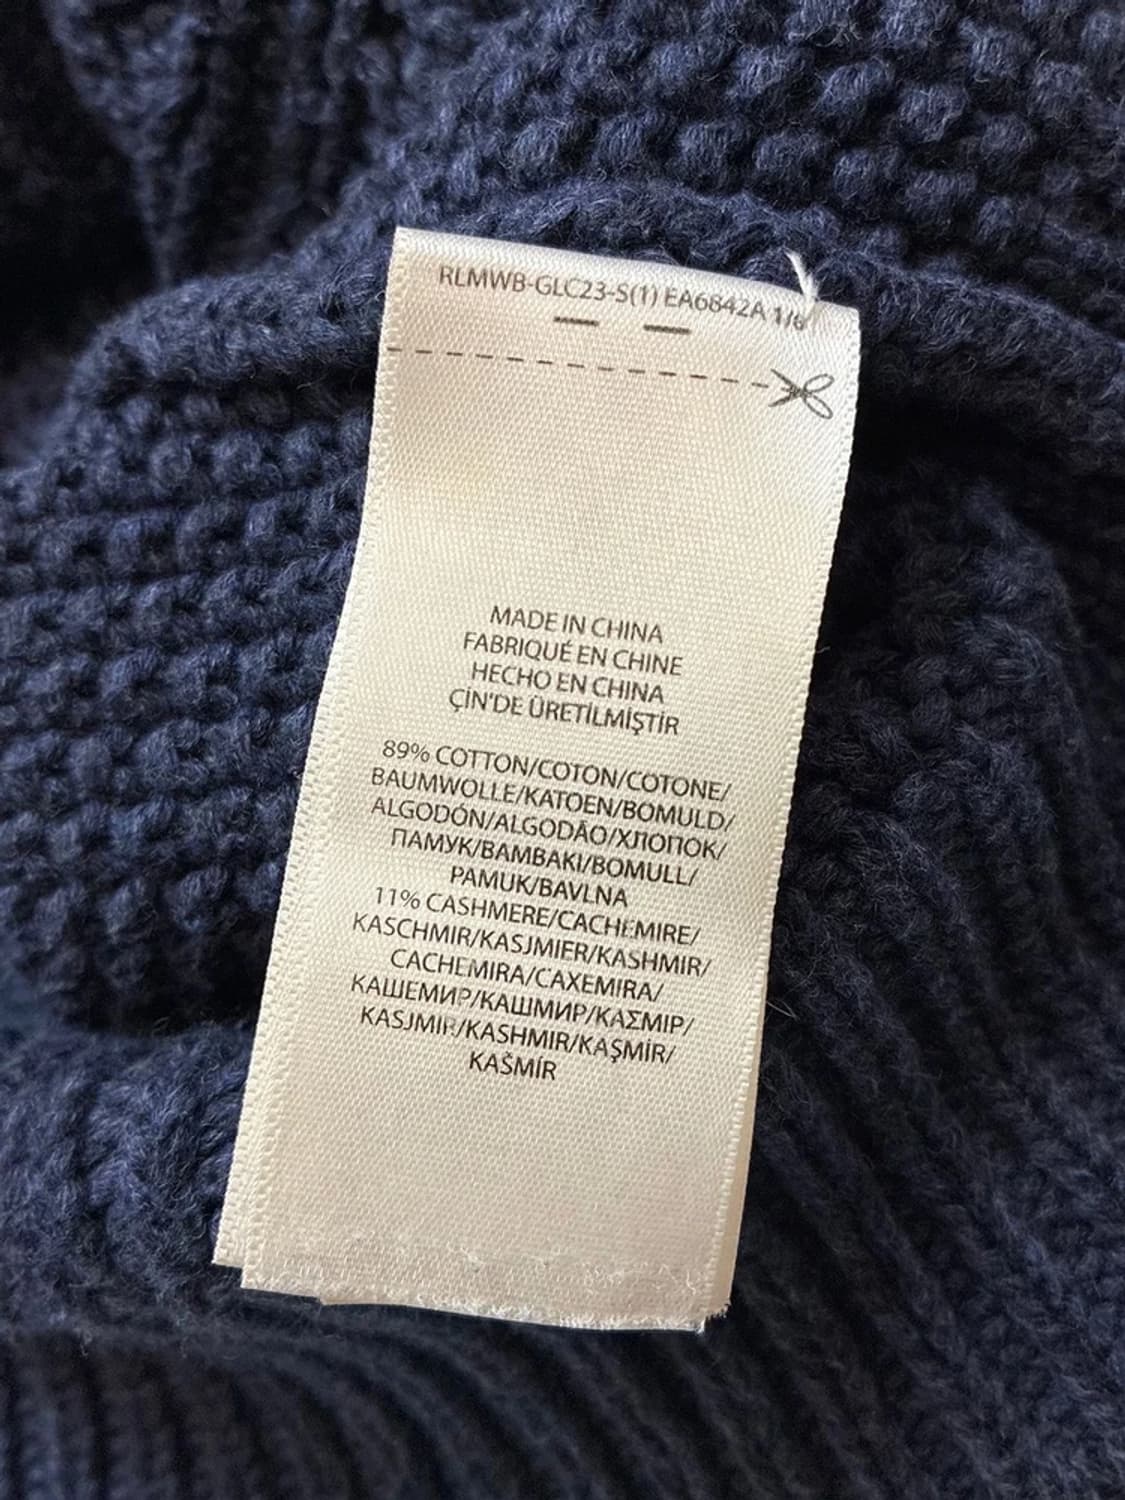 RLMWB-GLC23-S(1) EA6842A 1/6
MADE IN CHINA
FABRIQUÉ EN CHINE
HECHO EN CHINA
ÇİN'DE ÜRETİLMİŞTİR
89% COTTON/COTON/COTONE/
BAUMWOLLE/KATOEN/BOMULD/
ALGODÓN/ALGODÃO/ХЛОПОК/
ПАМУК/ΒΑΜΒΑΚΙ/BOMULL/
PAMUK/BAVLNA
11% CASHMERE/CACHEMIRE/
KASCHMIR/KASJMIER/KASHMIR/
CACHEMIRA/CAXEMIRA/
КАШЕМИР/КАШМИР/ΚΑΣΜΙΡ/
KASJMIR/KASHMIR/KAŞMİR/
KAŠMÍR